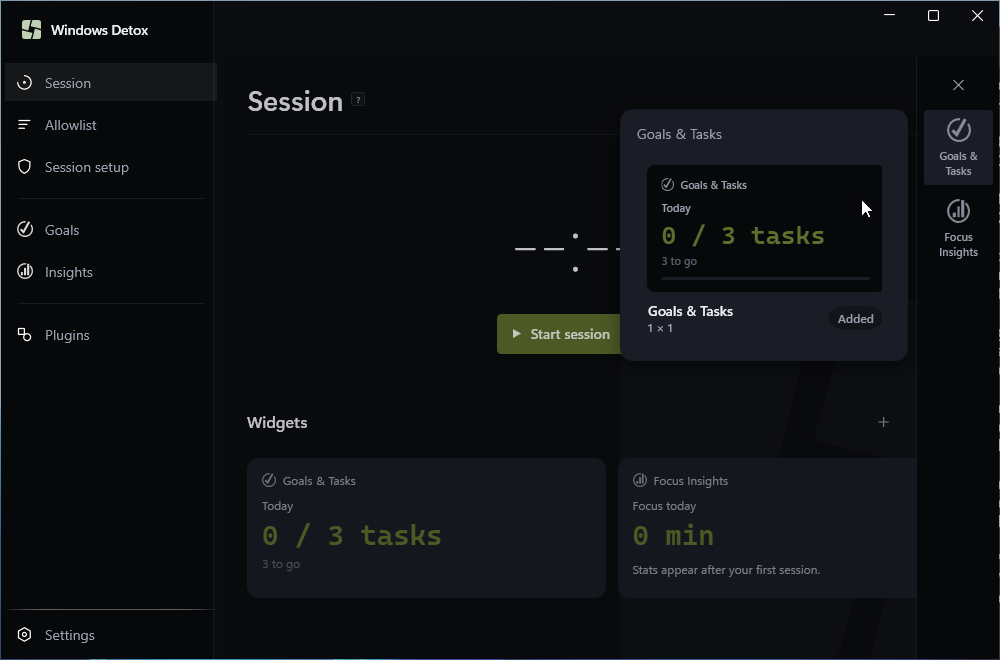 Windows Detox
Session
Allowlist
Session setup
Goals
Insights
Plugins
Settings
Session ?
Start session
Widgets
Goals & Tasks
Today
0 / 3 tasks
3 to go
Focus Insights
Focus today
0 min
Stats appear after your first session.
Goals & Tasks
Goals & Tasks
Today
0 / 3 tasks
3 to go
Goals & Tasks
1 × 1
Added
Goals &
Tasks
Focus
Insights